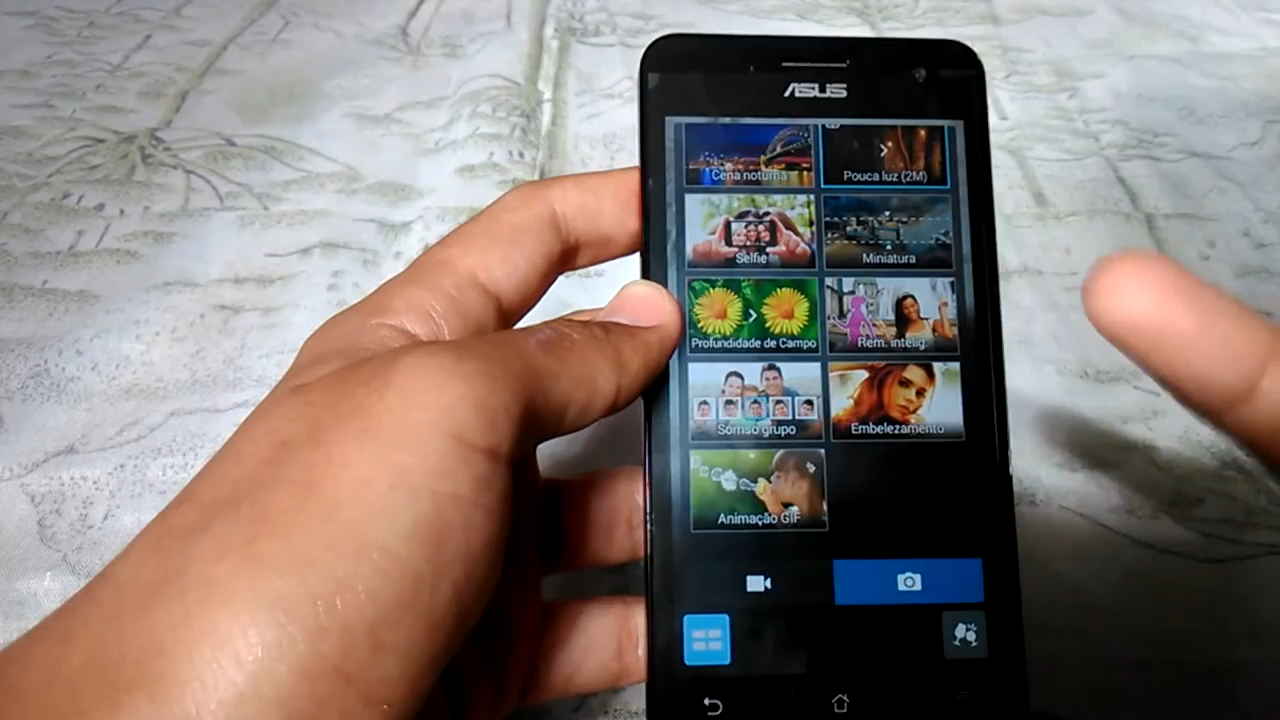 ASUS
Cena noturna
Pouca luz (2M)
Selfie
Miniatura
Profundidade de Campo
Rem. intelig.
Sorriso grupo
Embelezamento
Animação GIF